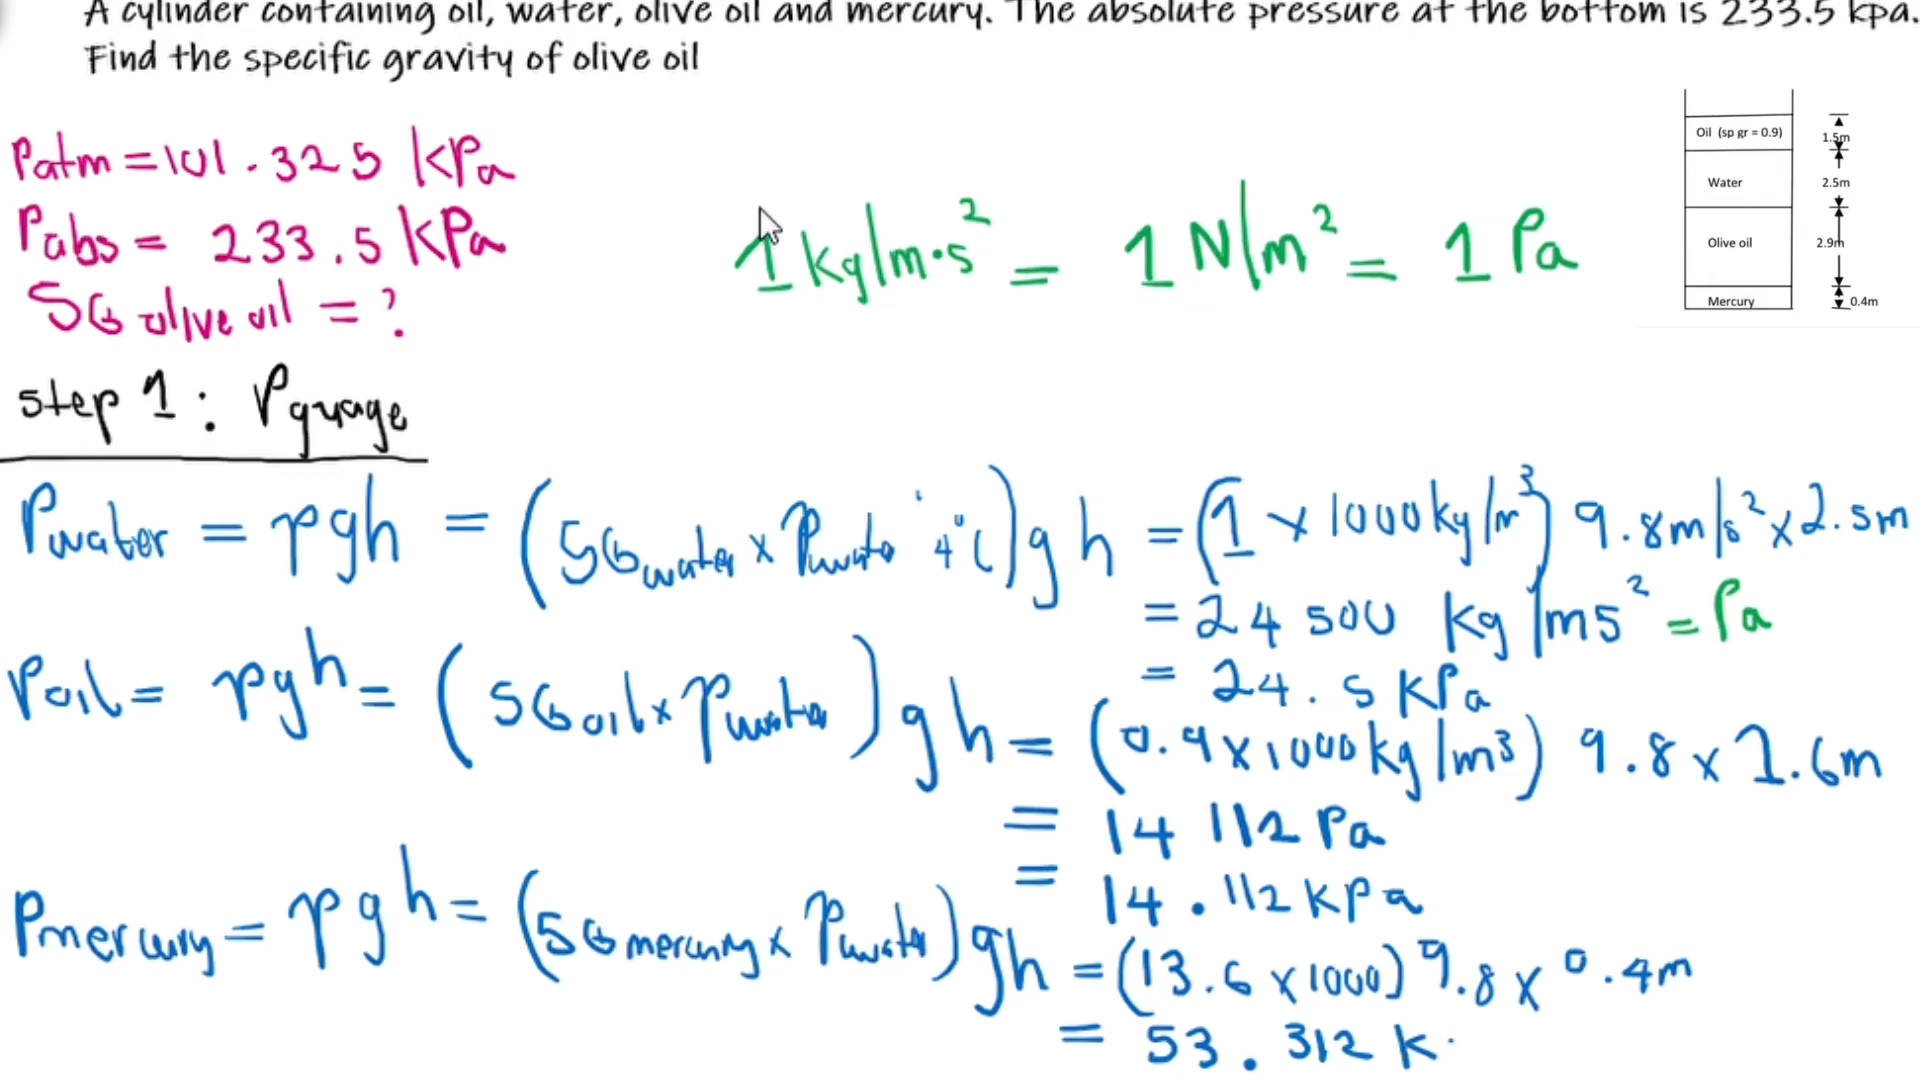 A cylinder containing oil, water, olive oil and mercury. The absolute pressure at the bottom is 233.5 kpa.
Find the specific gravity of olive oil
Patm = 101.325 kPa
Pabs = 233.5 kPa
SG olive oil = ?
1 kg/m·s² = 1 N/m² = 1 Pa
Oil (sp gr = 0.9)
1.5m
Water
2.5m
Olive oil
2.9m
Mercury
0.4m
step 1: Pguage
Pwater = ρgh = (SGwater × ρwater 4°C) g h = (1 × 1000 kg/m³) 9.8 m/s² × 2.5m
= 24 500 kg/ms² = Pa
= 24.5 kPa
Poil = ρgh = (SGoil × ρwater) g h = (0.9 × 1000 kg/m³) 9.8 × 1.6m
= 14 112 Pa
= 14.112 kPa
Pmercury = ρgh = (SGmercury × ρwater) gh = (13.6 × 1000) 9.8 × 0.4m
= 53.312 k.